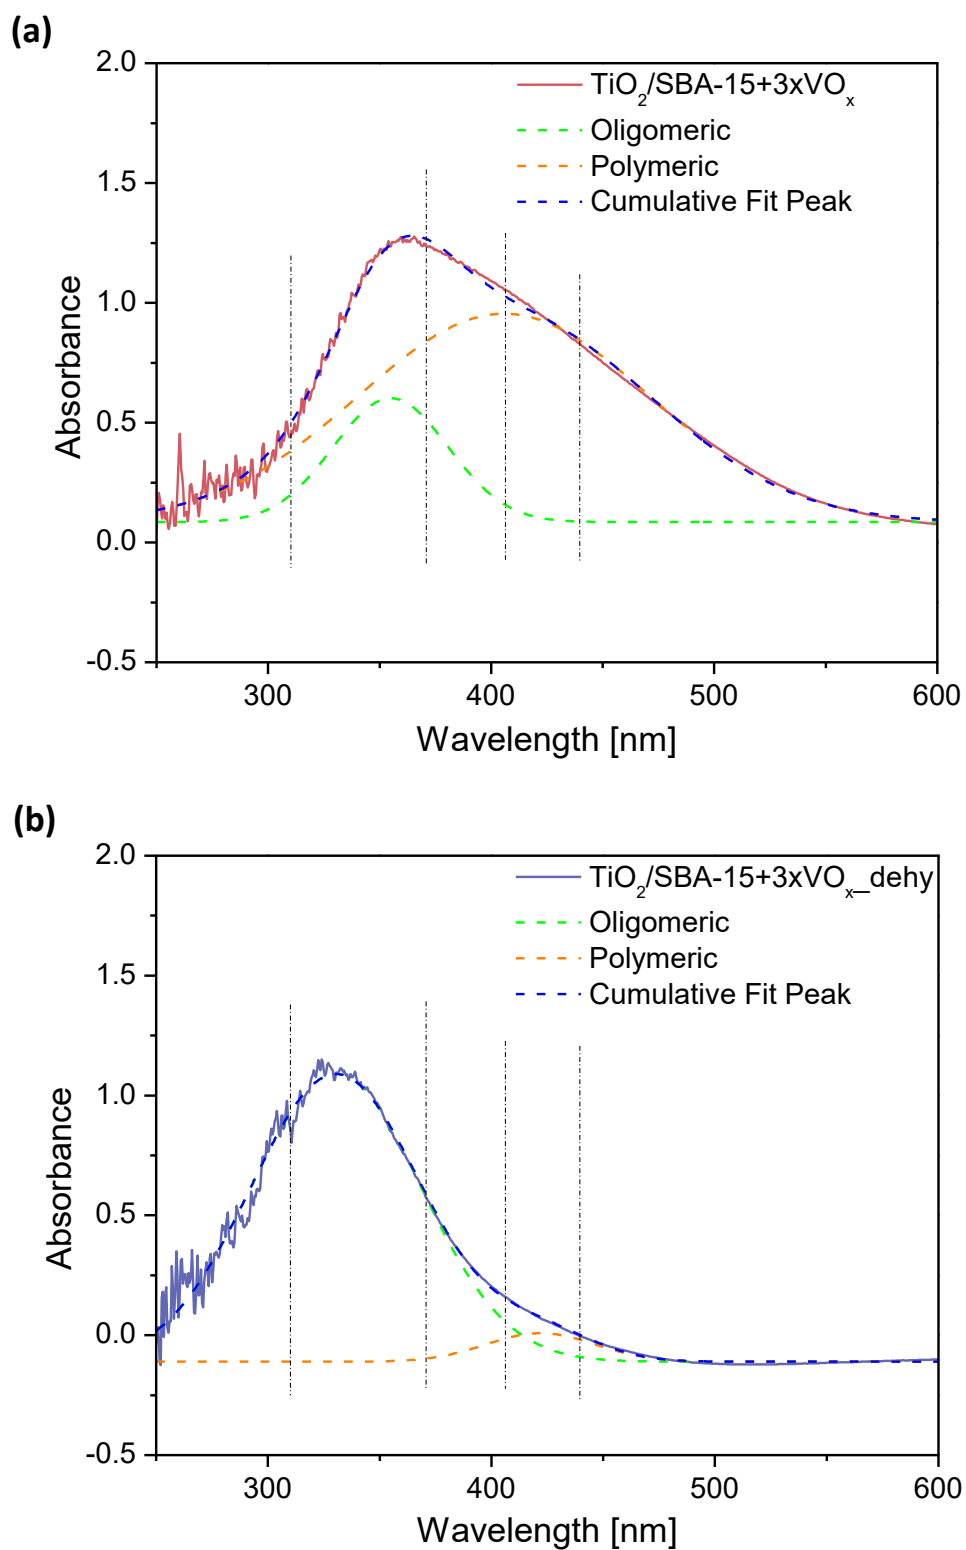 (a)
2.0
1.5
1.0
0.5
0.0
-0.5
Absorbance
TiO2/SBA-15+3xVOx
Oligomeric
Polymeric
Cumulative Fit Peak
300 400 500 600
Wavelength [nm]
(b)
2.0
1.5
1.0
0.5
0.0
-0.5
Absorbance
TiO2/SBA-15+3xVOx_dehy
Oligomeric
Polymeric
Cumulative Fit Peak
300 400 500 600
Wavelength [nm]